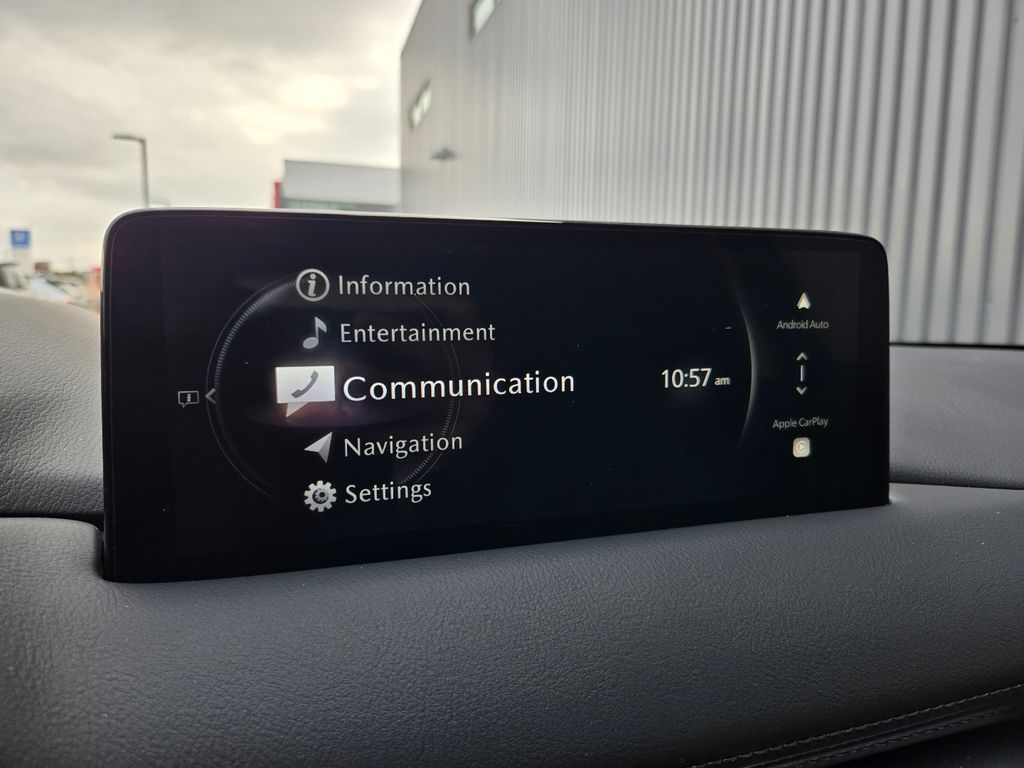 Information
Entertainment
Communication
Navigation
Settings
10:57 am
Android Auto
Apple CarPlay